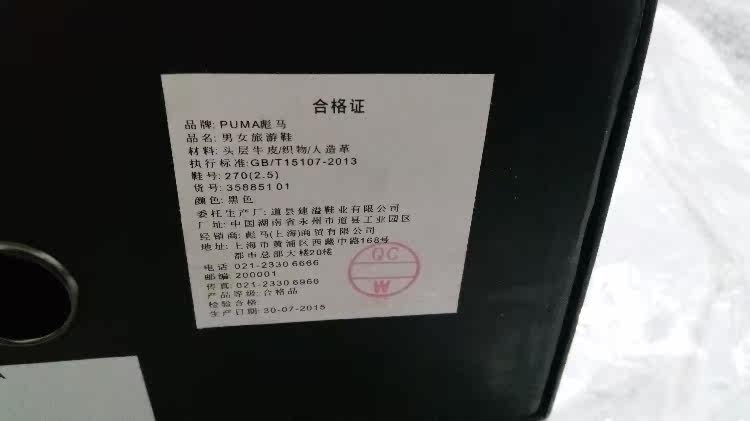 合格证
品牌: PUMA彪马
品名: 男女旅游鞋
材料: 头层牛皮/织物/人造革
执行标准:GB/T15107-2013
鞋号: 270(2.5)
货号: 35885101
颜色: 黑色
委托生产厂: 道县建溢鞋业有限公司
厂址: 中国湖南省永州市道县工业园区
经销商: 彪马(上海)商贸有限公司
地址: 上海市黄浦区西藏中路168号
都市总部大楼20楼
电话 021-2330 6666
邮编: 200001
传真: 021-2330 6960
产品等级: 合格品
检验合格
生产日期: 30-07-2015
QC
W